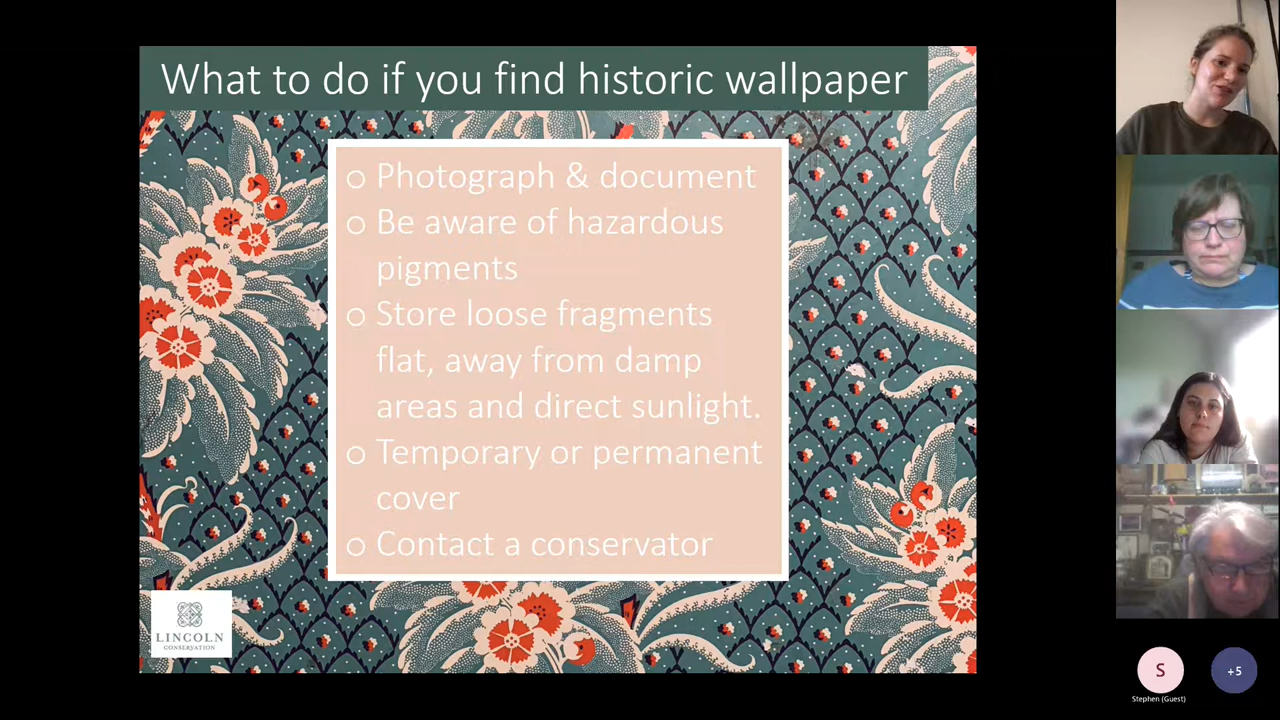 What to do if you find historic wallpaper
o Photograph & document
o Be aware of hazardous
pigments
o Store loose fragments
flat, away from damp
areas and direct sunlight.
o Temporary or permanent
cover
o Contact a conservator
LINCOLN
CONSERVATION
S
+5
Stephen (Guest)